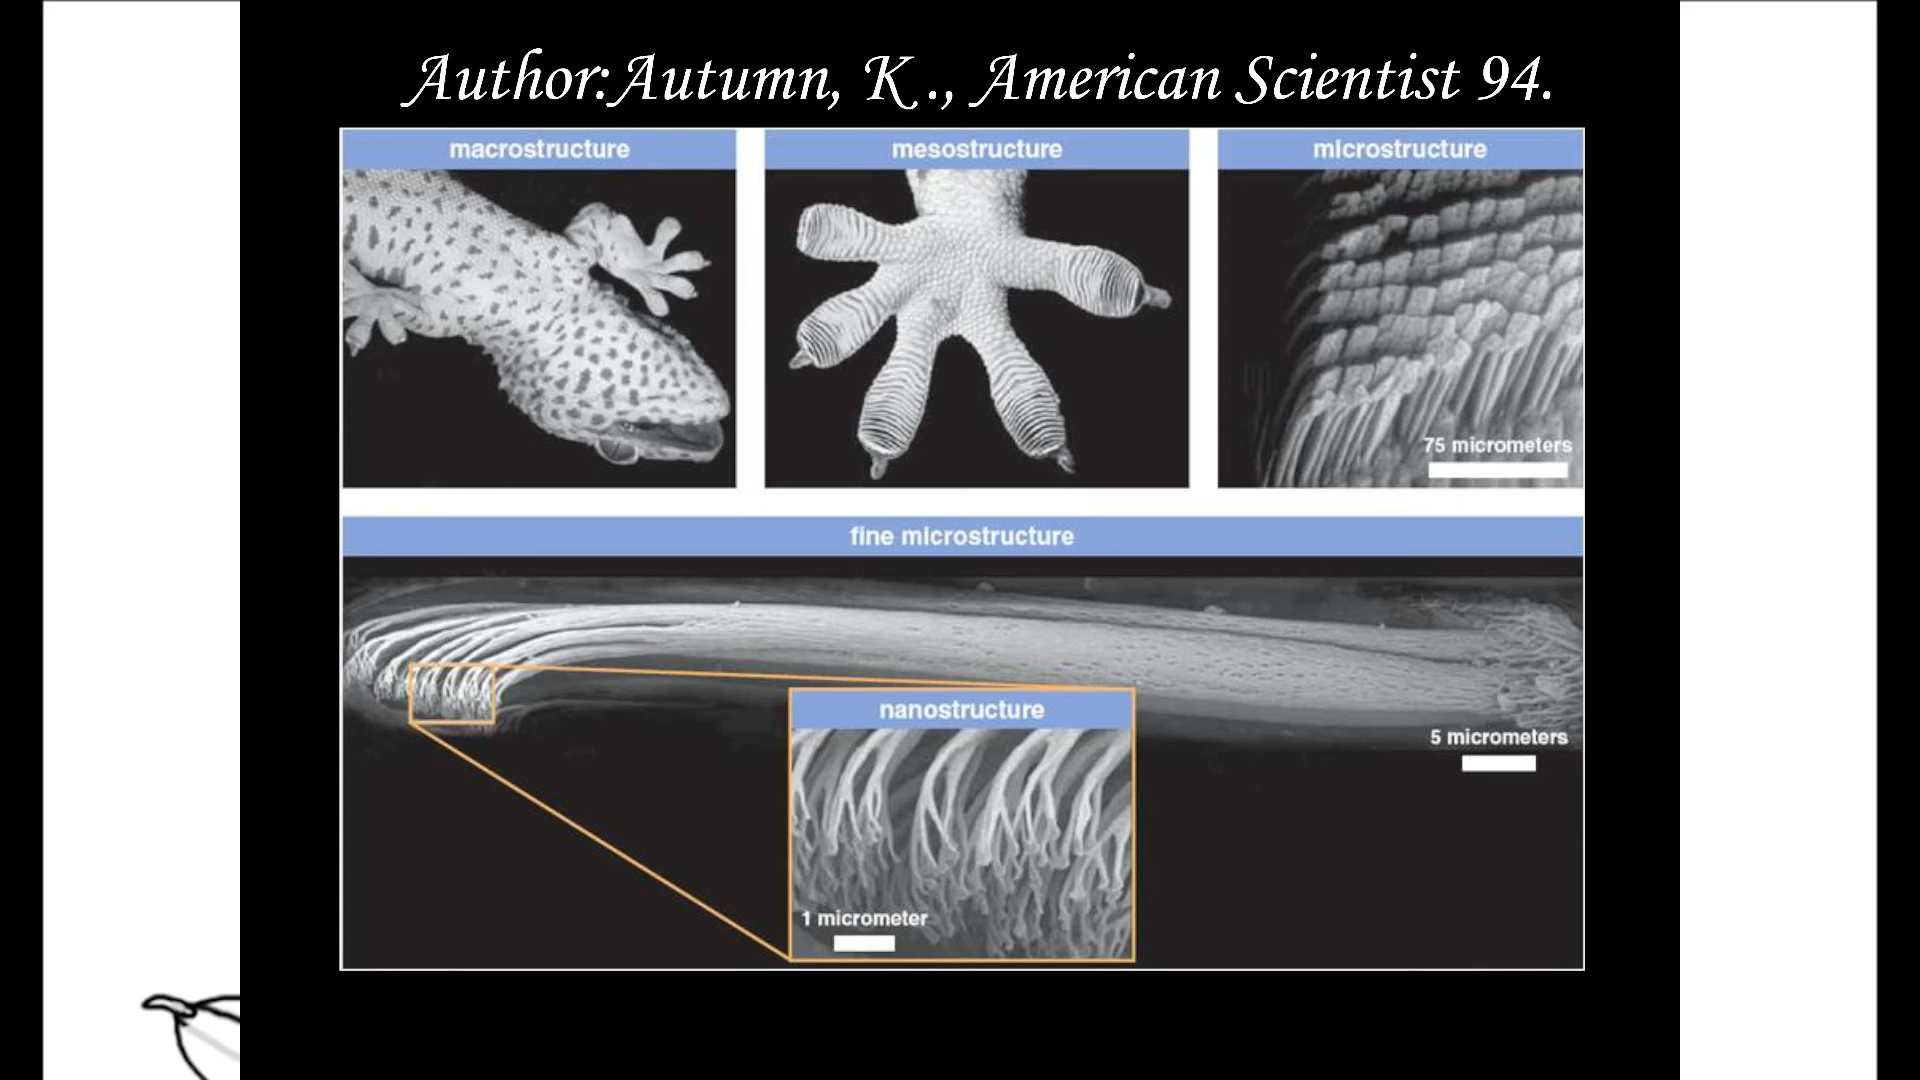 Author:Autumn, K., American Scientist 94.
macrostructure
mesostructure
microstructure
75 micrometers
fine microstructure
nanostructure
5 micrometers
1 micrometer